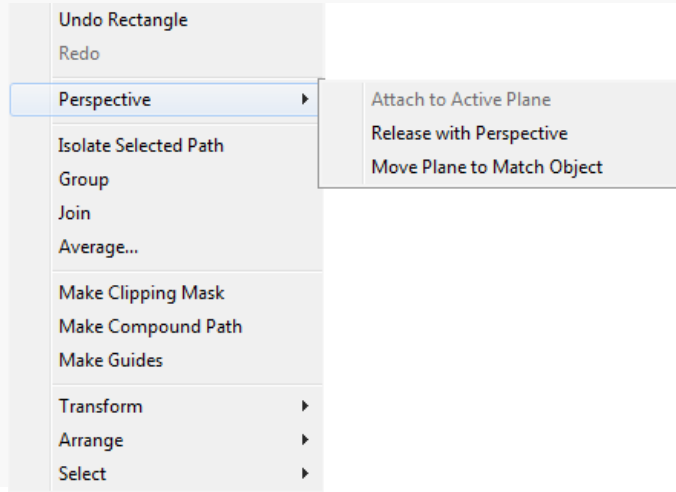 Undo Rectangle
Redo
Perspective
Attach to Active Plane
Release with Perspective
Move Plane to Match Object
Isolate Selected Path
Group
Join
Average...
Make Clipping Mask
Make Compound Path
Make Guides
Transform
Arrange
Select